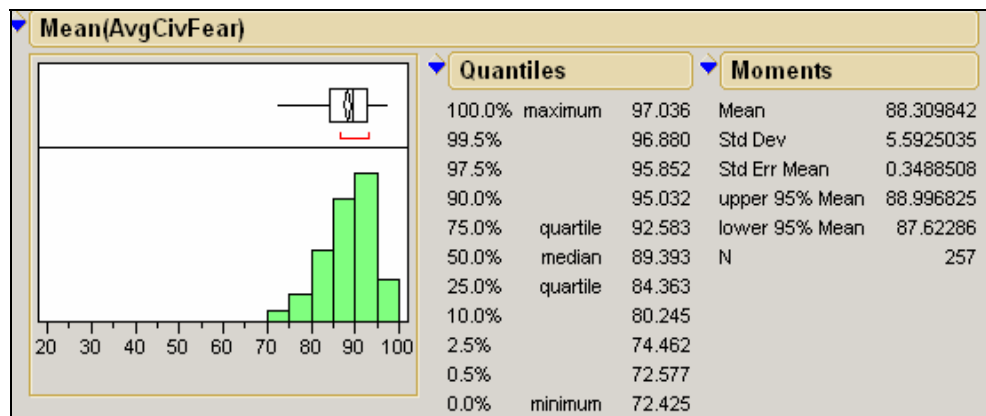 Mean(AvgCivFear)
20 30 40 50 60 70 80 90 100
Quantiles
100.0% maximum 97.036
99.5% 96.880
97.5% 95.852
90.0% 95.032
75.0% quartile 92.583
50.0% median 89.393
25.0% quartile 84.363
10.0% 80.245
2.5% 74.462
0.5% 72.577
0.0% minimum 72.425
Moments
Mean 88.309842
Std Dev 5.5925035
Std Err Mean 0.3488508
upper 95% Mean 88.996825
lower 95% Mean 87.62286
N 257